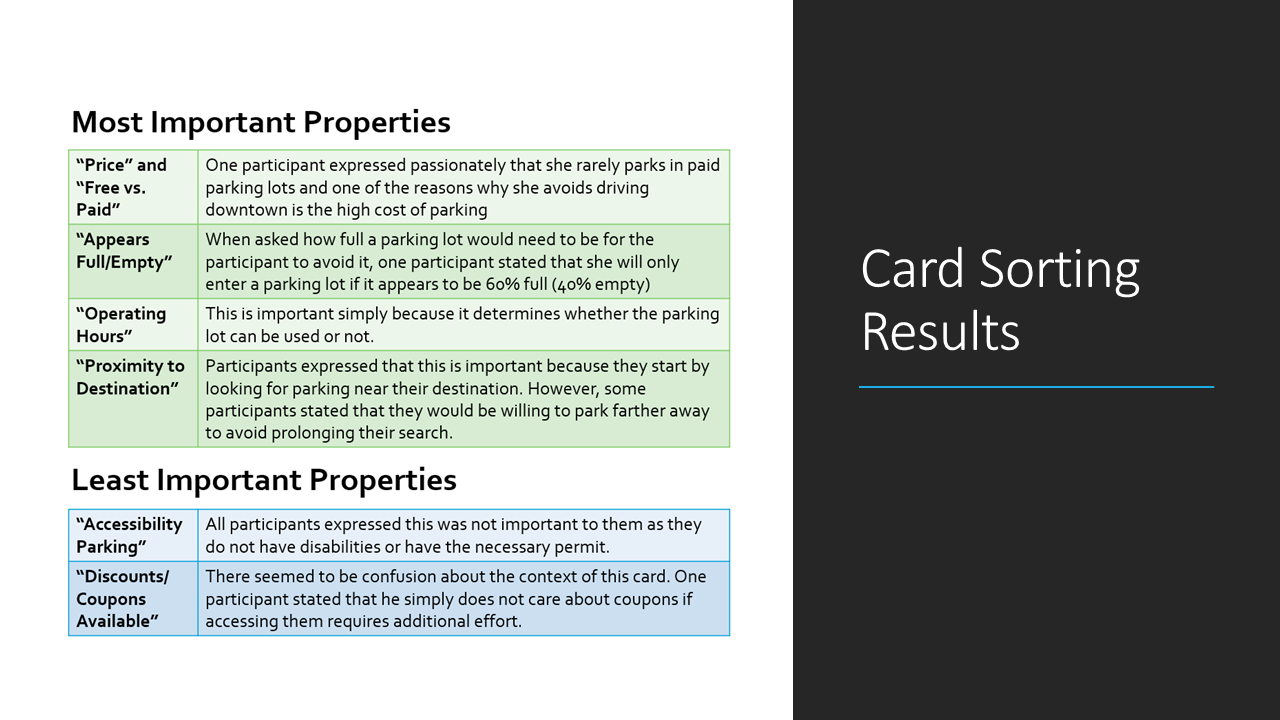 Most Important Properties
“Price” and
“Free vs.
Paid”
One participant expressed passionately that she rarely parks in paid
parking lots and one of the reasons why she avoids driving
downtown is the high cost of parking
“Appears
Full/Empty”
When asked how full a parking lot would need to be for the
participant to avoid it, one participant stated that she will only
enter a parking lot if it appears to be 60% full (40% empty)
“Operating
Hours”
This is important simply because it determines whether the parking
lot can be used or not.
“Proximity to
Destination”
Participants expressed that this is important because they start by
looking for parking near their destination. However, some
participants stated that they would be willing to park farther away
to avoid prolonging their search.
Least Important Properties
“Accessibility
Parking”
All participants expressed this was not important to them as they
do not have disabilities or have the necessary permit.
“Discounts/
Coupons
Available”
There seemed to be confusion about the context of this card. One
participant stated that he simply does not care about coupons if
accessing them requires additional effort.
Card Sorting
Results